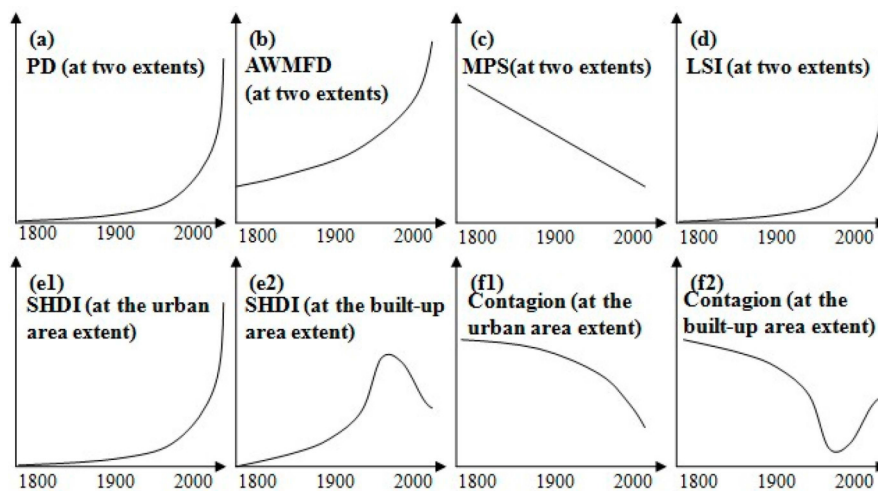 (a)
PD (at two extents)
1800 1900 2000
(b)
AWMFD
(at two extents)
1800 1900 2000
(c)
MPS(at two extents)
1800 1900 2000
(d)
LSI (at two extents)
1800 1900 2000
(e1)
SHDI (at the urban
area extent)
1800 1900 2000
(e2)
SHDI (at the built-up
area extent)
1800 1900 2000
(f1)
Contagion (at the
urban area extent)
1800 1900 2000
(f2)
Contagion (at the
built-up area extent)
1800 1900 2000